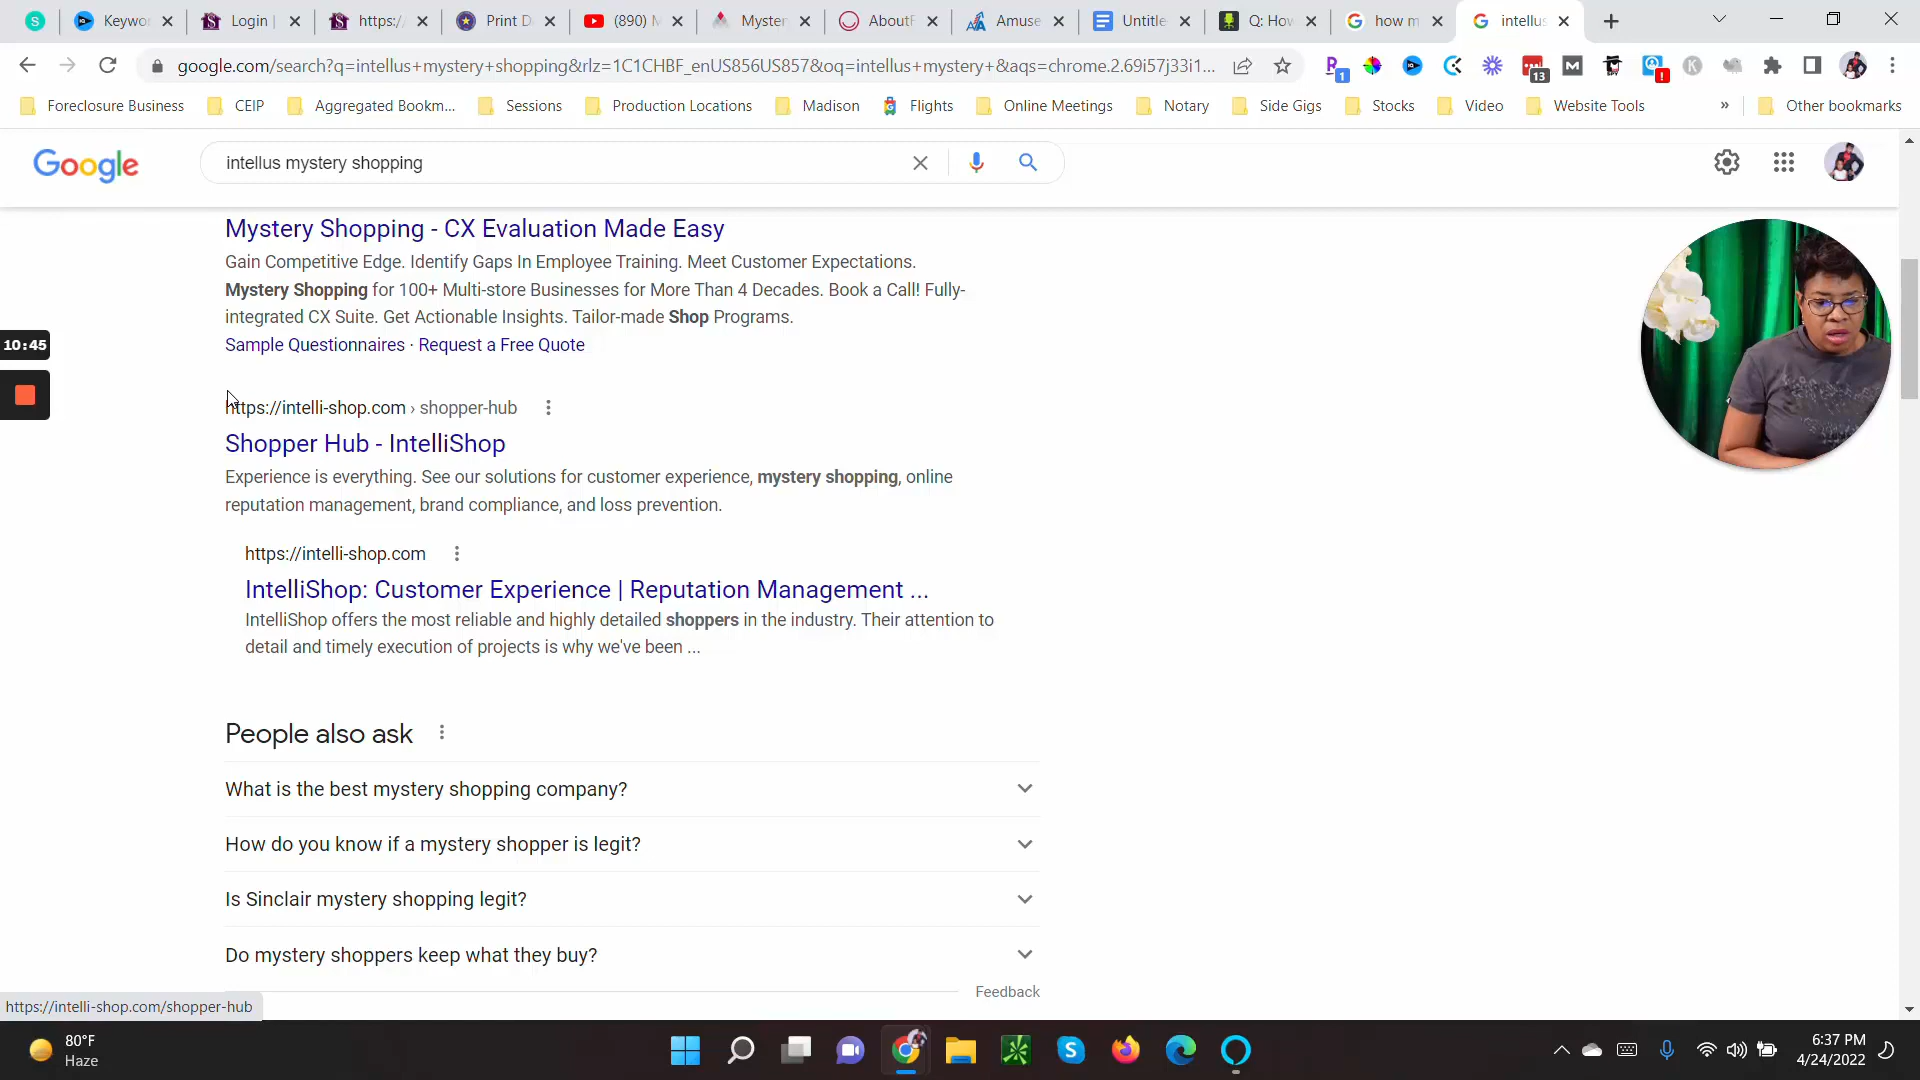 S
Keywor
Login |
https:/
Print D
(890) M
Myster
AboutF
Amuse
Untitle
Q: How
how m
intellus
google.com/search?q=intellus+mystery+shopping&rlz=1C1CHBF_enUS856US857&oq=intellus+mystery+&aqs=chrome.2.69i57j33i1...
1
13
!
Foreclosure Business
CEIP
Aggregated Bookm...
Sessions
Production Locations
Madison
Flights
Online Meetings
Notary
Side Gigs
Stocks
Video
Website Tools
»
Other bookmarks
Google
intellus mystery shopping
Mystery Shopping - CX Evaluation Made Easy
Gain Competitive Edge. Identify Gaps In Employee Training. Meet Customer Expectations.
Mystery Shopping for 100+ Multi-store Businesses for More Than 4 Decades. Book a Call! Fully-
integrated CX Suite. Get Actionable Insights. Tailor-made Shop Programs.
Sample Questionnaires · Request a Free Quote
10:45
https://intelli-shop.com › shopper-hub
Shopper Hub - IntelliShop
Experience is everything. See our solutions for customer experience, mystery shopping, online
reputation management, brand compliance, and loss prevention.
https://intelli-shop.com
IntelliShop: Customer Experience | Reputation Management ...
IntelliShop offers the most reliable and highly detailed shoppers in the industry. Their attention to
detail and timely execution of projects is why we've been ...
People also ask
What is the best mystery shopping company?
How do you know if a mystery shopper is legit?
Is Sinclair mystery shopping legit?
Do mystery shoppers keep what they buy?
Feedback
https://intelli-shop.com/shopper-hub
80°F
Haze
6:37 PM
4/24/2022